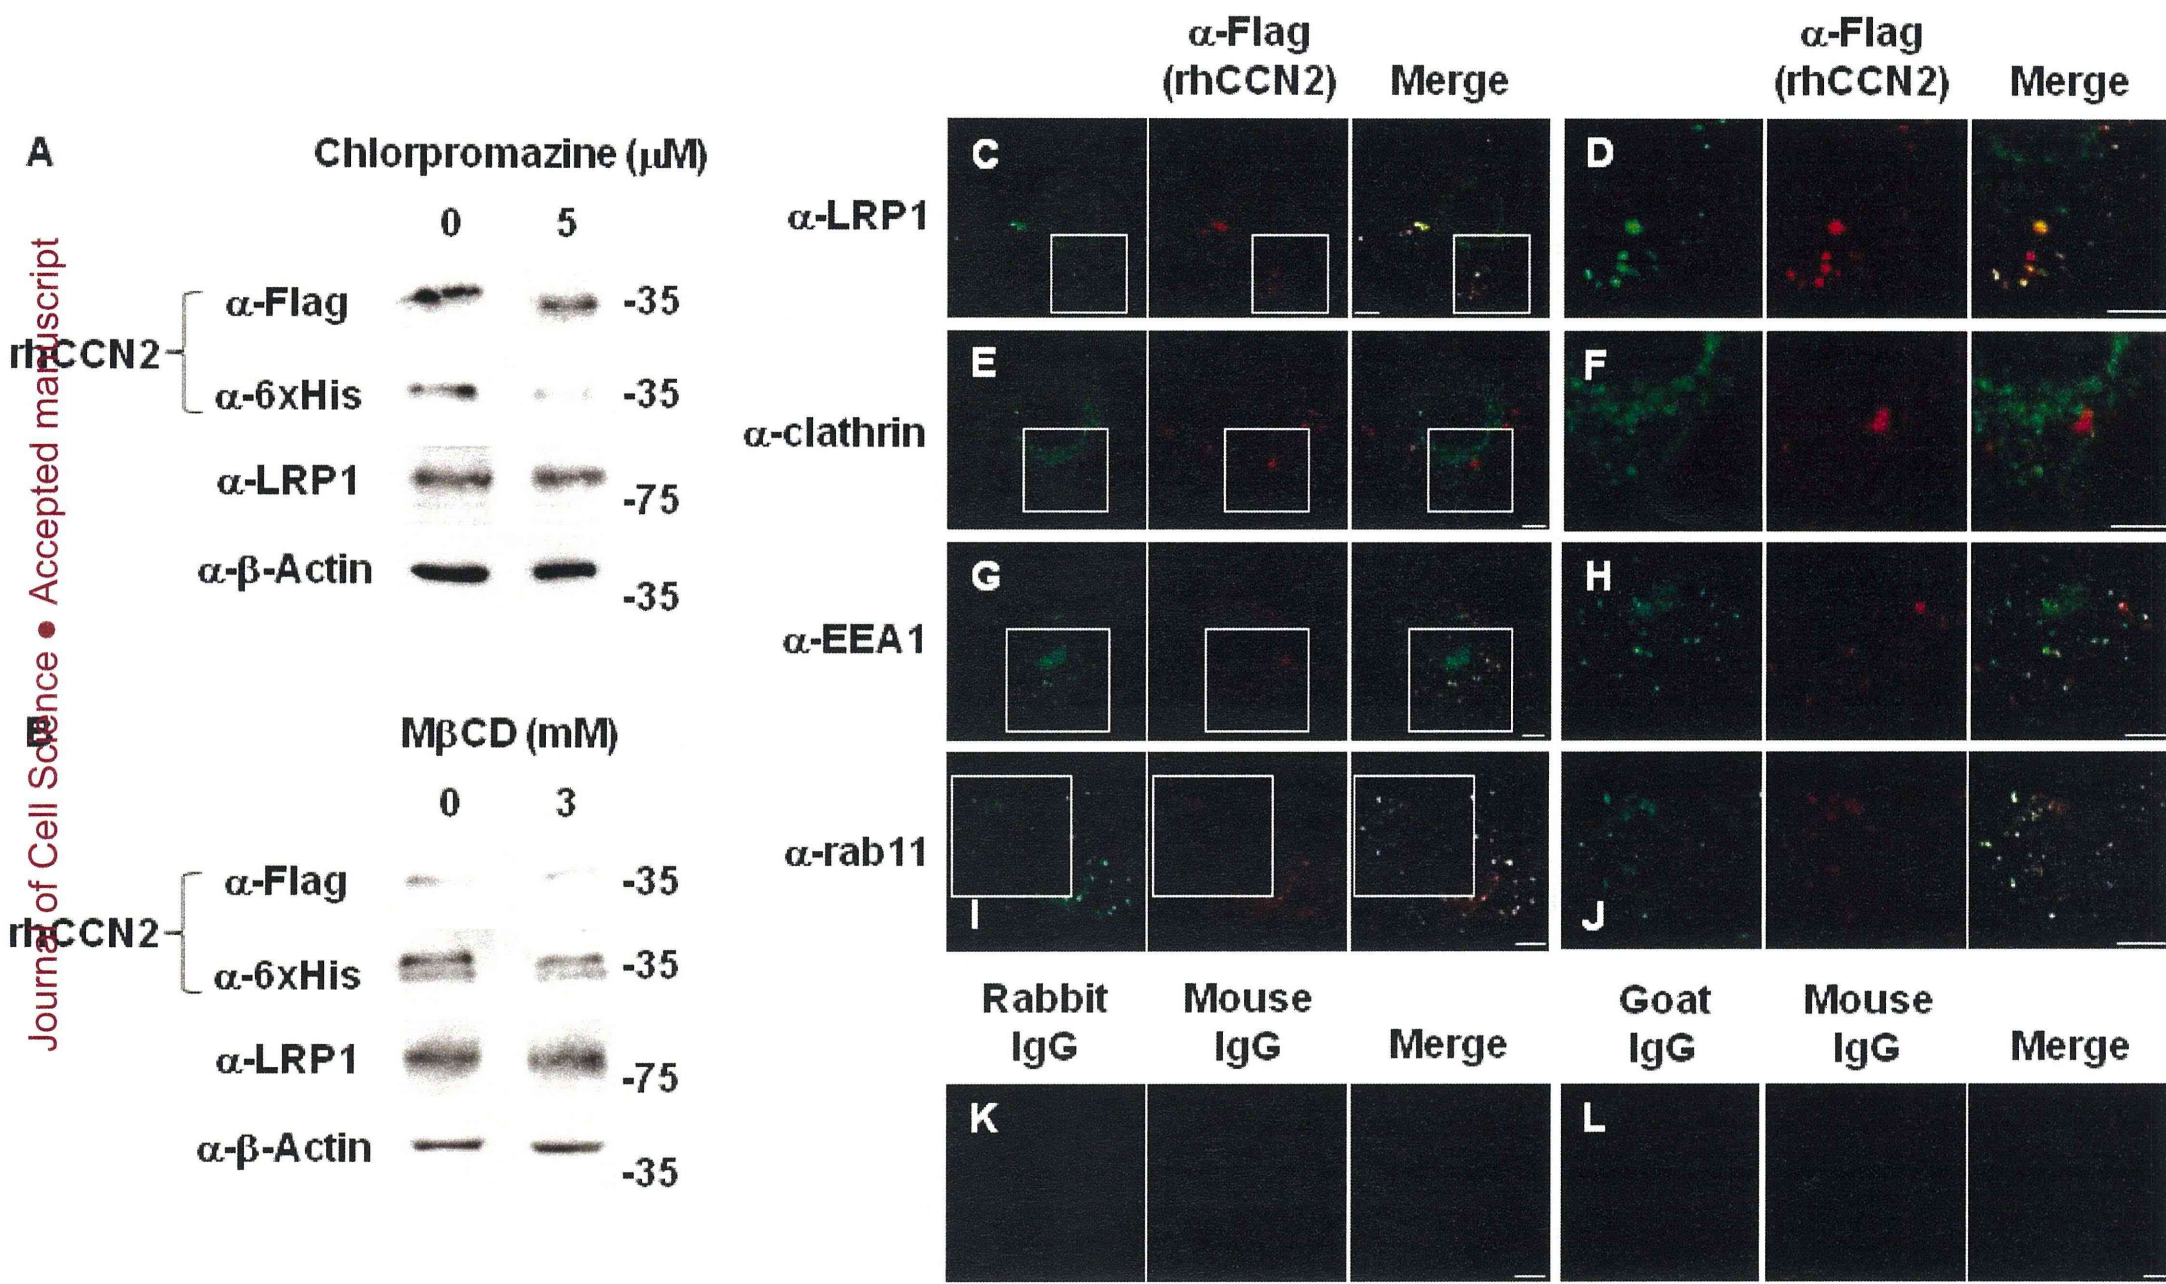 Journal of Cell Science ● Accepted manuscript
A
Chlorpromazine (μM)
0 5
rhCCN2
α-Flag -35
α-6xHis -35
α-LRP1 -75
α-β-Actin -35
B
MβCD (mM)
0 3
rhCCN2
α-Flag -35
α-6xHis -35
α-LRP1 -75
α-β-Actin -35
α-Flag
(rhCCN2) Merge
α-Flag
(rhCCN2) Merge
α-LRP1
C D
α-clathrin
E F
α-EEA1
G H
α-rab11
I J
Rabbit
IgG
Mouse
IgG
Merge
Goat
IgG
Mouse
IgG
Merge
K L